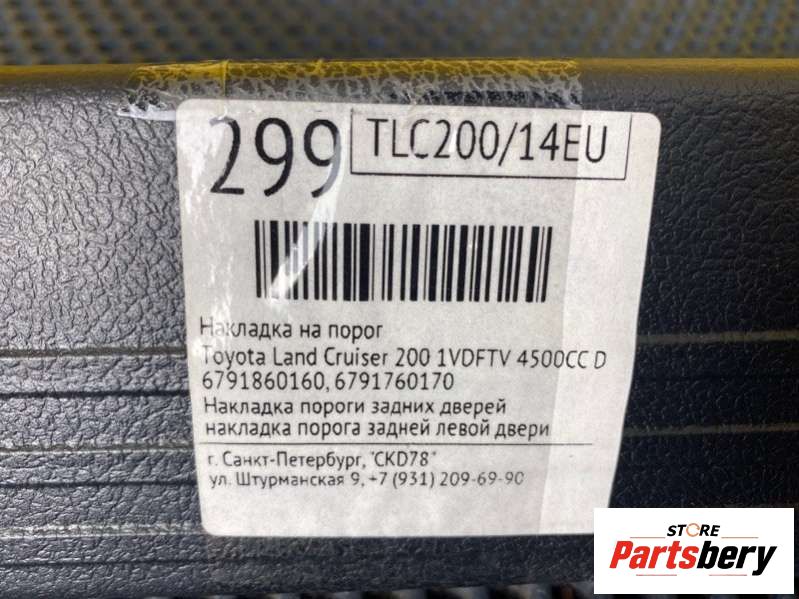 299 TLC200/14EU
Накладка на порог
Toyota Land Cruiser 200 1VDFTV 4500CC D
6791860160, 6791760170
Накладка пороги задних дверей
накладка порога задней левой двери
г. Санкт-Петербург, "CKD78"
ул. Штурманская 9, +7 (931) 209-69-90
STORE
Partsbery